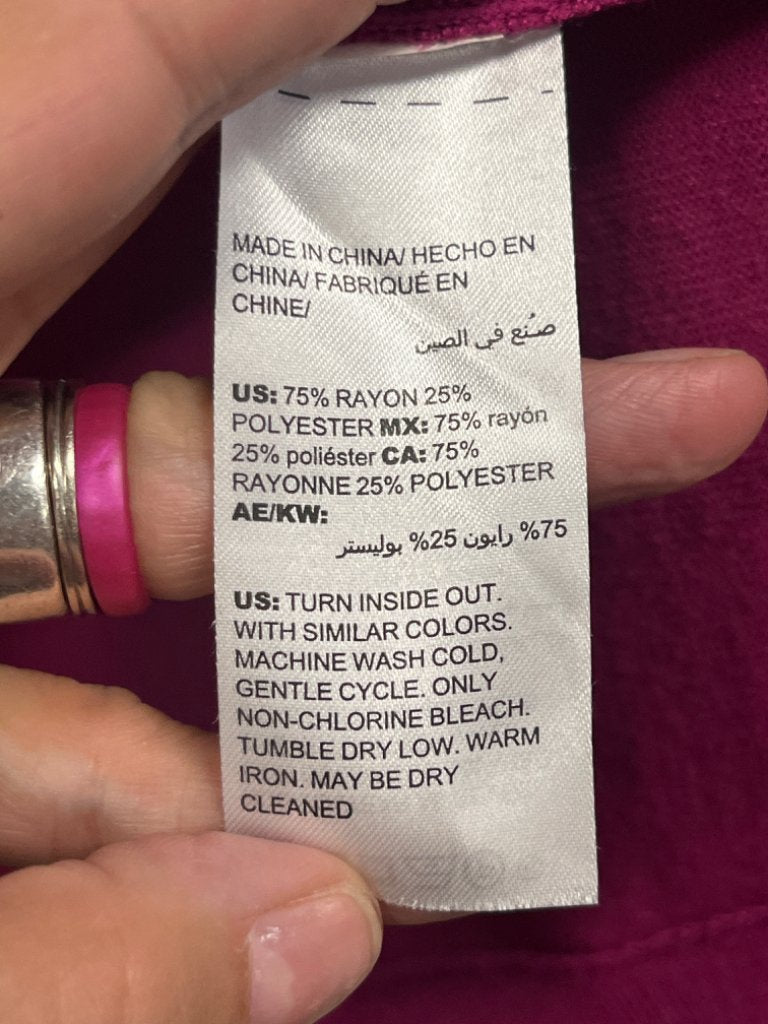 MADE IN CHINA/ HECHO EN
CHINA/ FABRIQUÉ EN
CHINE/
صُنع في الصين
US: 75% RAYON 25%
POLYESTER MX: 75% rayón
25% poliéster CA: 75%
RAYONNE 25% POLYESTER
AE/KW:
75% رايون 25% بوليستر
US: TURN INSIDE OUT.
WITH SIMILAR COLORS.
MACHINE WASH COLD,
GENTLE CYCLE. ONLY
NON-CHLORINE BLEACH.
TUMBLE DRY LOW. WARM
IRON. MAY BE DRY
CLEANED